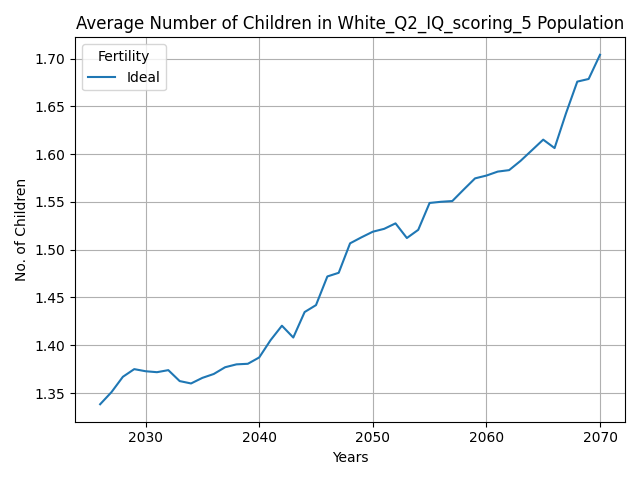 Average Number of Children in White_Q2_IQ_scoring_5 Population
Fertility
Ideal
No. of Children
1.70
1.65
1.60
1.55
1.50
1.45
1.40
1.35
2030 2040 2050 2060 2070
Years